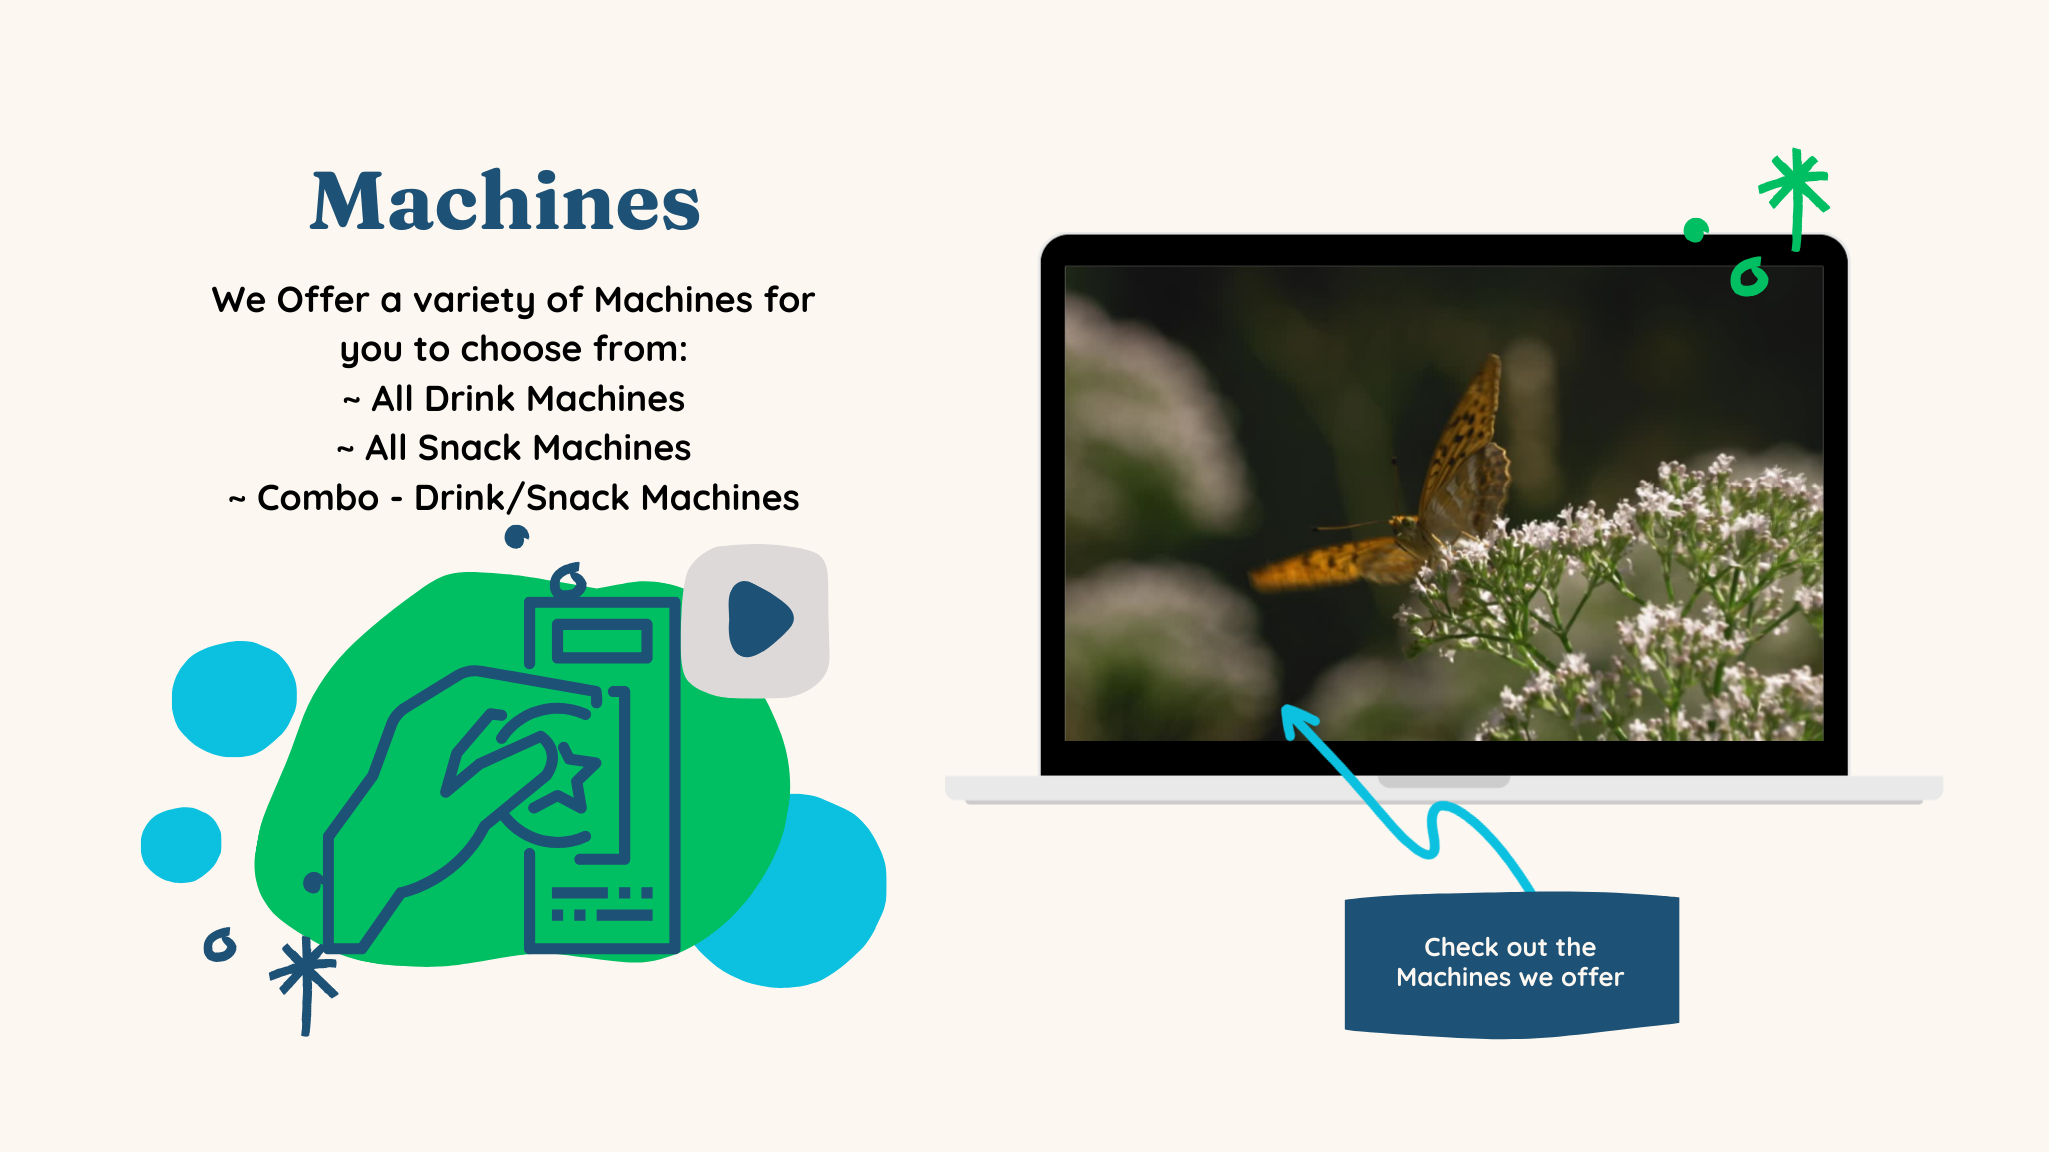 Machines
We Offer a variety of Machines for
you to choose from:
~ All Drink Machines
~ All Snack Machines
~ Combo - Drink/Snack Machines
Check out the
Machines we offer